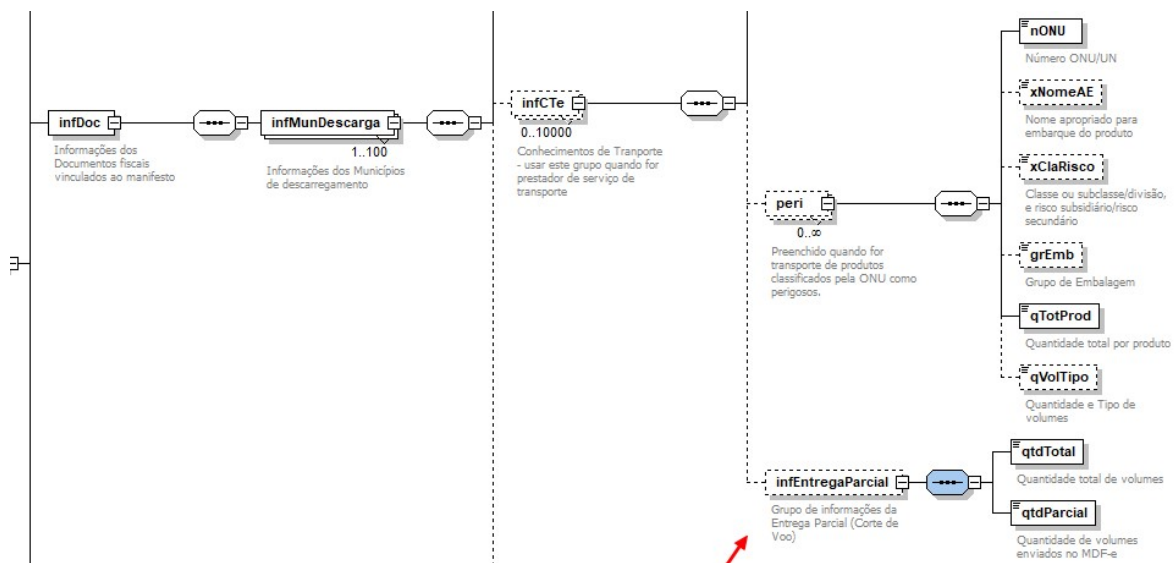 infDoc
Informações dos
Documentos fiscais
vinculados ao manifesto
infMunDescarga
1..100
Informações dos Municípios
de descarregamento
infCTe
0..10000
Conhecimentos de Tranporte
- usar este grupo quando for
prestador de serviço de
transporte
peri
0..∞
Preenchido quando for
transporte de produtos
classificados pela ONU como
perigosos.
nONU
Número ONU/UN
xNomeAE
Nome apropriado para
embarque do produto
xClaRisco
Classe ou subclasse/divisão,
e risco subsidiário/risco
secundário
grEmb
Grupo de Embalagem
qTotProd
Quantidade total por produto
qVolTipo
Quantidade e Tipo de
volumes
infEntregaParcial
Grupo de informações da
Entrega Parcial (Corte de
Voo)
qtdTotal
Quantidade total de volumes
qtdParcial
Quantidade de volumes
enviados no MDF-e